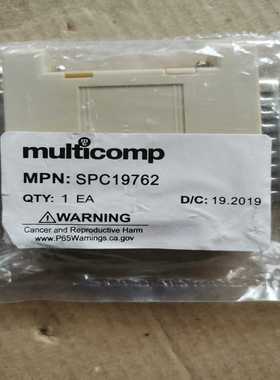 multicomp
MPN: SPC19762
QTY: 1 EA D/C: 19.2019
⚠WARNING
Cancer and Reproductive Harm
www.P65Warnings.ca.gov